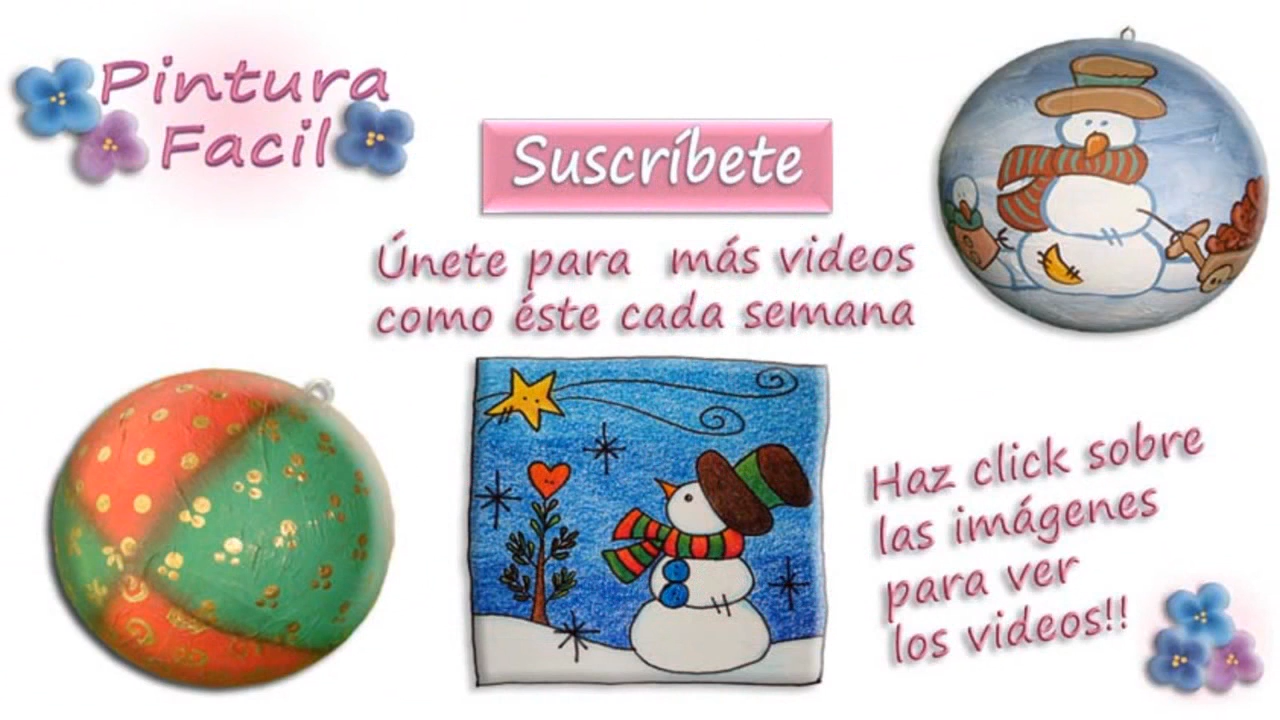 Pintura
Facil
Suscríbete
Únete para más videos
como éste cada semana
Haz click sobre
las imágenes
para ver
los videos!!